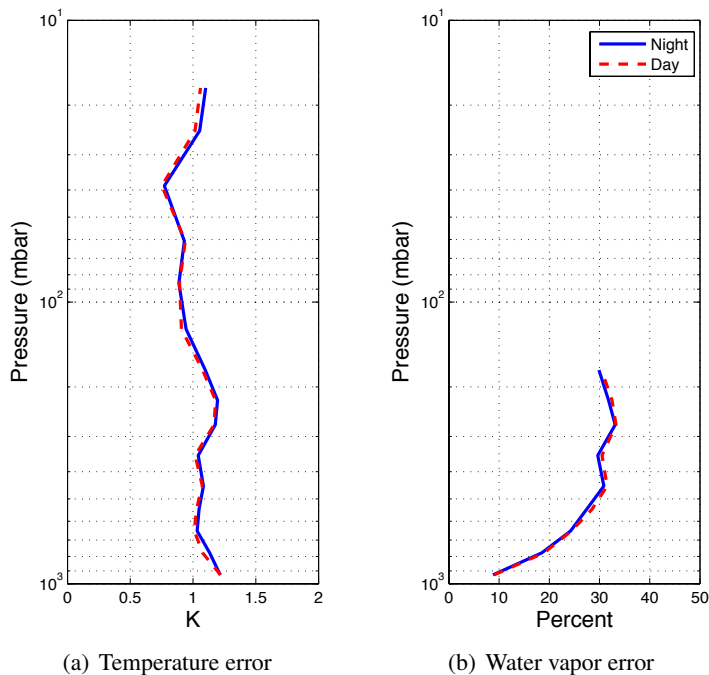 10^1
10^2
10^3
Pressure (mbar)
0 0.5 1 1.5 2
K
(a) Temperature error
10^1
10^2
10^3
Pressure (mbar)
Night
Day
0 10 20 30 40 50
Percent
(b) Water vapor error